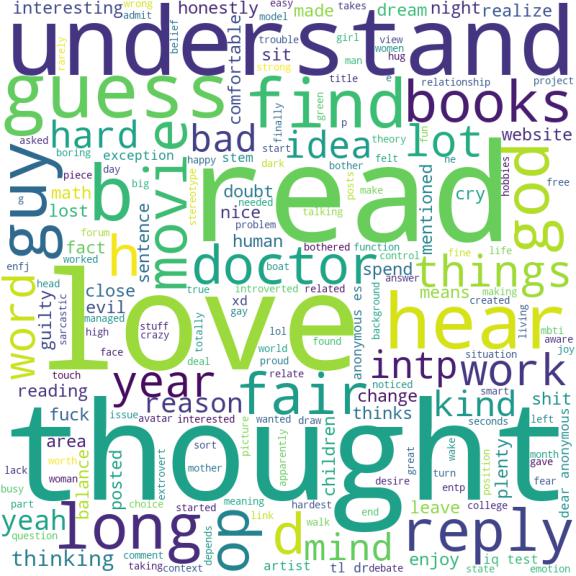 interesting wrong admit honestly made dream night realize
easy takes model trouble girl
rarely belief sit view man women hug strong
understand
comfortable title e relationship project
guess find books
finally green p
hard bad idea lot website
asked boring piece exception start theory fun
guy movie stem dark bother felt ne hobbies god
g day big happy posts make cry free
math b doubt needed talking mentioned
lost nice problem read
forum fact stereotype human bothered function fine life
enfj worked h sentence boat control answer making
head doctor spend things
word guilty sarcastic close evil true introverted related means created
managed xd gay anonymous es background living mbti aware joy
high stuff crazy totally lol found
love hear
face deal world proud relate situation
touch year intp work
noticed smart
reading reason fair change kind shit
fuck issue avatar interested wanted draw thinks seconds left
thought
area sort picture apparently children great wake position plenty month gave fear dear anonymous
lack woman worth balance posted extrovert mother desire turn entp college
busy part choice started meaning hardest leave
yeah question long op link walk end d mind reply
thinking comment depends enjoy iq test
taking context artist tl dr debate state emotion